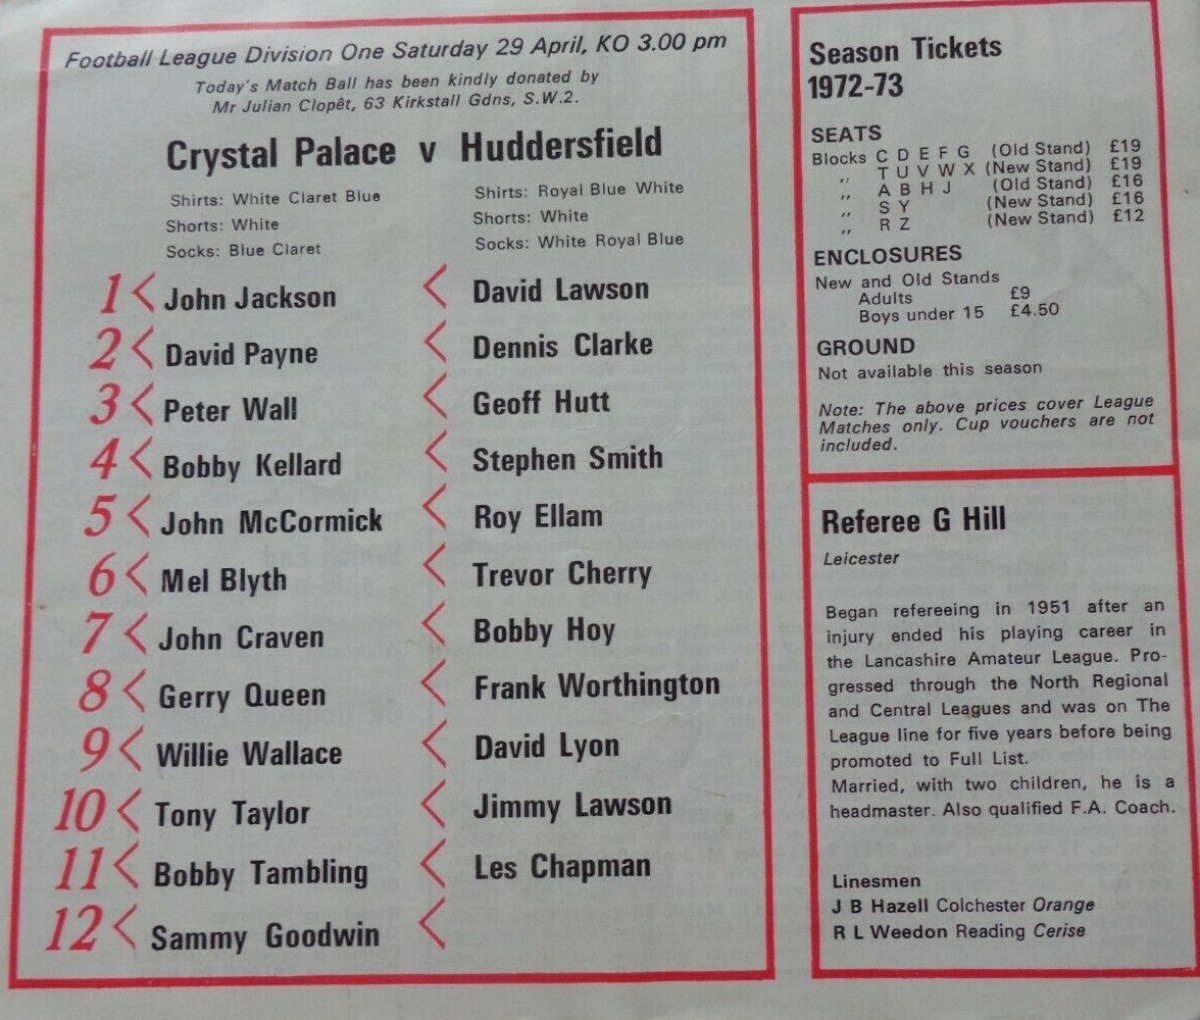 Football League Division One Saturday 29 April, KO 3.00 pm
Today's Match Ball has been kindly donated by
Mr Julian Clopêt, 63 Kirkstall Gdns, S.W.2.
Crystal Palace v Huddersfield
Shirts: White Claret Blue Shirts: Royal Blue White
Shorts: White Shorts: White
Socks: Blue Claret Socks: White Royal Blue
1 < John Jackson < David Lawson
2 < David Payne < Dennis Clarke
3 < Peter Wall < Geoff Hutt
4 < Bobby Kellard < Stephen Smith
5 < John McCormick < Roy Ellam
6 < Mel Blyth < Trevor Cherry
7 < John Craven < Bobby Hoy
8 < Gerry Queen < Frank Worthington
9 < Willie Wallace < David Lyon
10 < Tony Taylor < Jimmy Lawson
11 < Bobby Tambling < Les Chapman
12 < Sammy Goodwin <
Season Tickets
1972-73
SEATS
Blocks C D E F G (Old Stand) £19
,, T U V W X (New Stand) £19
,, A B H J (Old Stand) £16
,, S Y (New Stand) £16
,, R Z (New Stand) £12
ENCLOSURES
New and Old Stands
Adults £9
Boys under 15 £4.50
GROUND
Not available this season
Note: The above prices cover League
Matches only. Cup vouchers are not
included.
Referee G Hill
Leicester
Began refereeing in 1951 after an
injury ended his playing career in
the Lancashire Amateur League. Pro-
gressed through the North Regional
and Central Leagues and was on The
League line for five years before being
promoted to Full List.
Married, with two children, he is a
headmaster. Also qualified F.A. Coach.
Linesmen
J B Hazell Colchester Orange
R L Weedon Reading Cerise